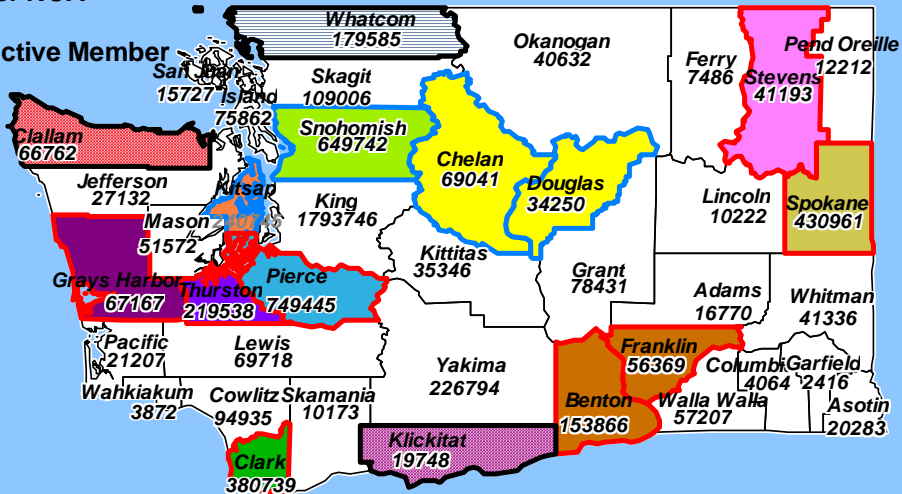 ctive Member
Whatcom
179585
Okanogan
40632
Ferry
7486
Stevens
41193
Pend Oreille
12212
San Juan
15727
Island
75862
Skagit
109006
Snohomish
649742
Chelan
69041
Douglas
34250
Clallam
66762
Jefferson
27132
Kitsap
King
1793746
Lincoln
10222
Spokane
430961
Mason
51572
Kittitas
35346
Grant
78431
Grays Harbor
67167
Thurston
219538
Pierce
749445
Adams
16770
Whitman
41336
Pacific
21207
Lewis
69718
Yakima
226794
Franklin
56369
Benton
153866
Columbi
4064
Garfield
2416
Wahkiakum
3872
Cowlitz
94935
Skamania
10173
Walla Walla
57207
Asotin
20283
Klickitat
19748
Clark
380739